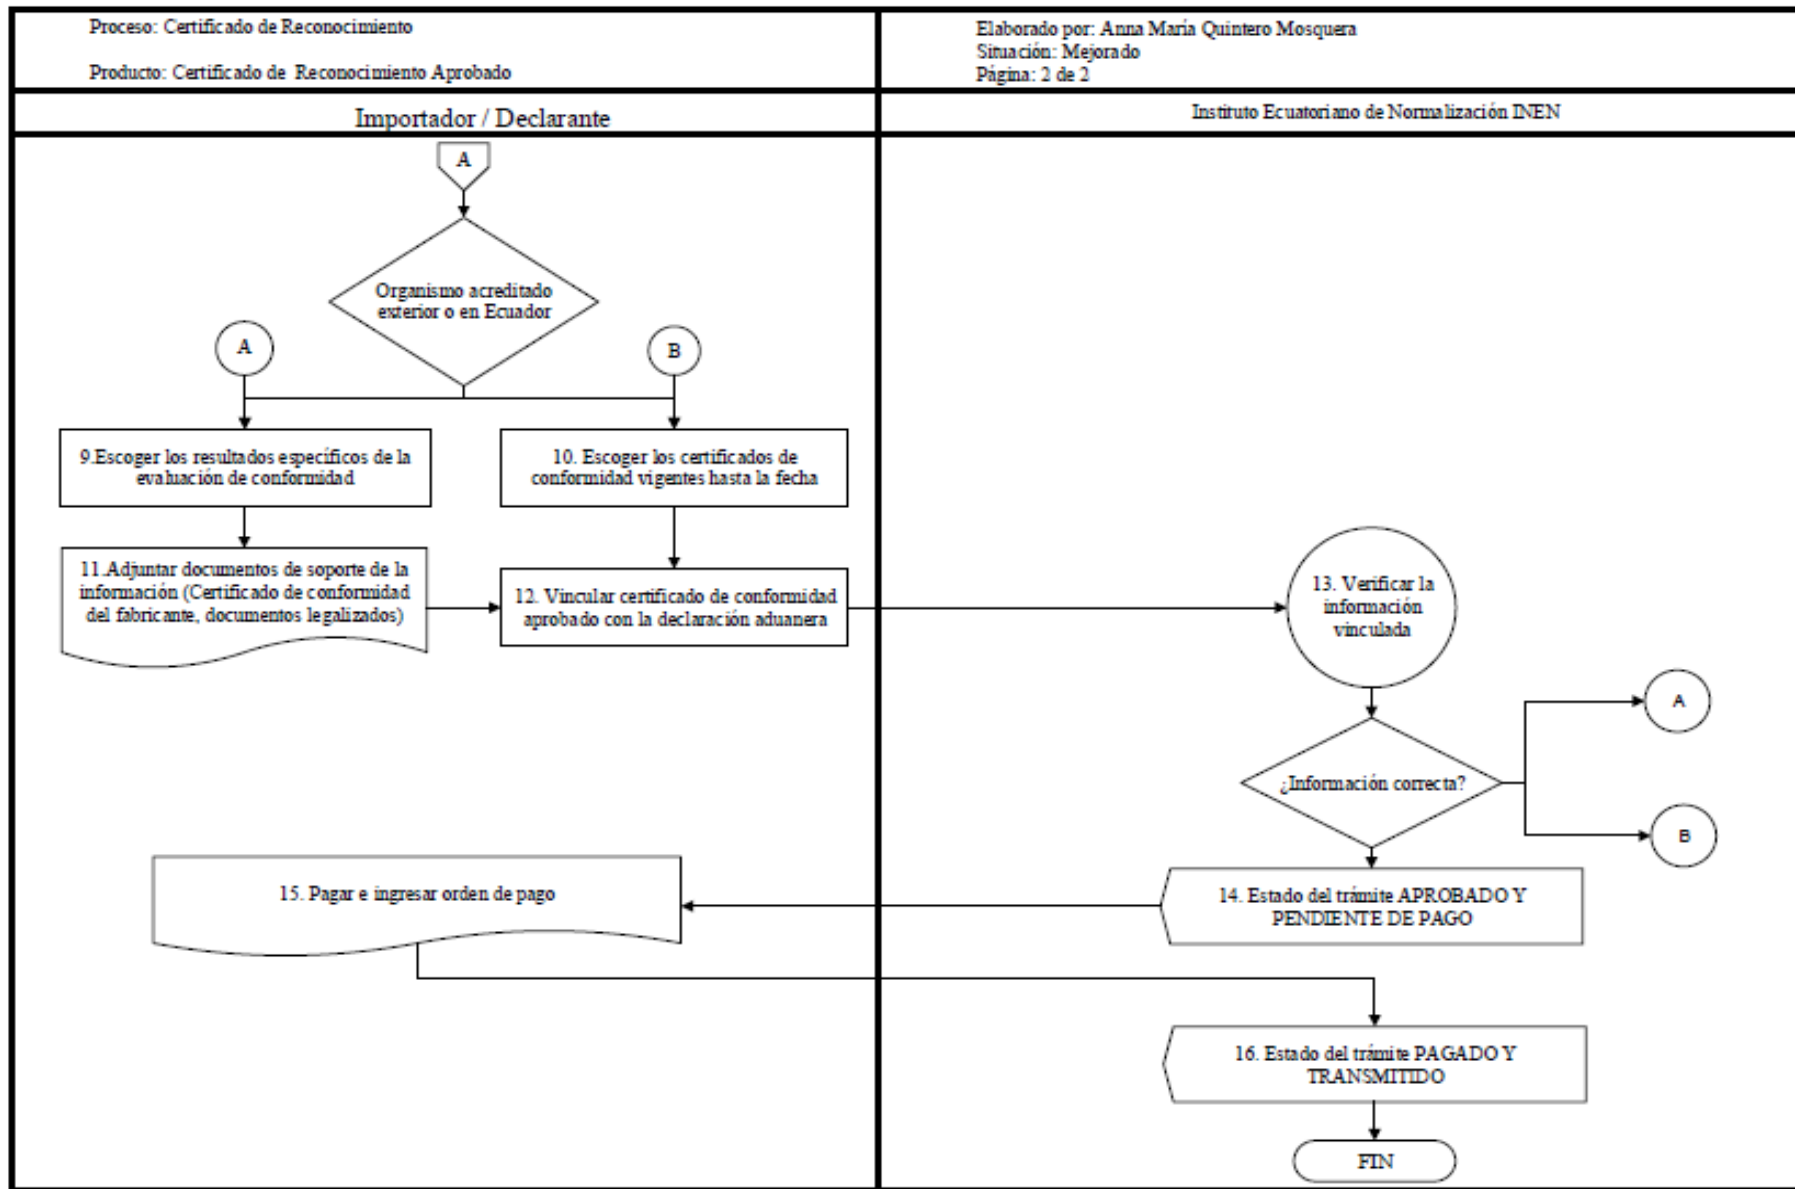 Proceso: Certificado de Reconocimiento
Producto: Certificado de Reconocimiento Aprobado
Elaborado por: Anna María Quintero Mosquera
Situación: Mejorado
Página: 2 de 2
Importador / Declarante
Instituto Ecuatoriano de Normalización INEN
A
Organismo acreditado
exterior o en Ecuador
A
B
9.Escoger los resultados específicos de la
evaluación de conformidad
10. Escoger los certificados de
conformidad vigentes hasta la fecha
11.Adjuntar documentos de soporte de la
información (Certificado de conformidad
del fabricante, documentos legalizados)
12. Vincular certificado de conformidad
aprobado con la declaración aduanera
13. Verificar la
información
vinculada
¿Información correcta?
A
B
14. Estado del trámite APROBADO Y
PENDIENTE DE PAGO
15. Pagar e ingresar orden de pago
16. Estado del trámite PAGADO Y
TRANSMITIDO
FIN